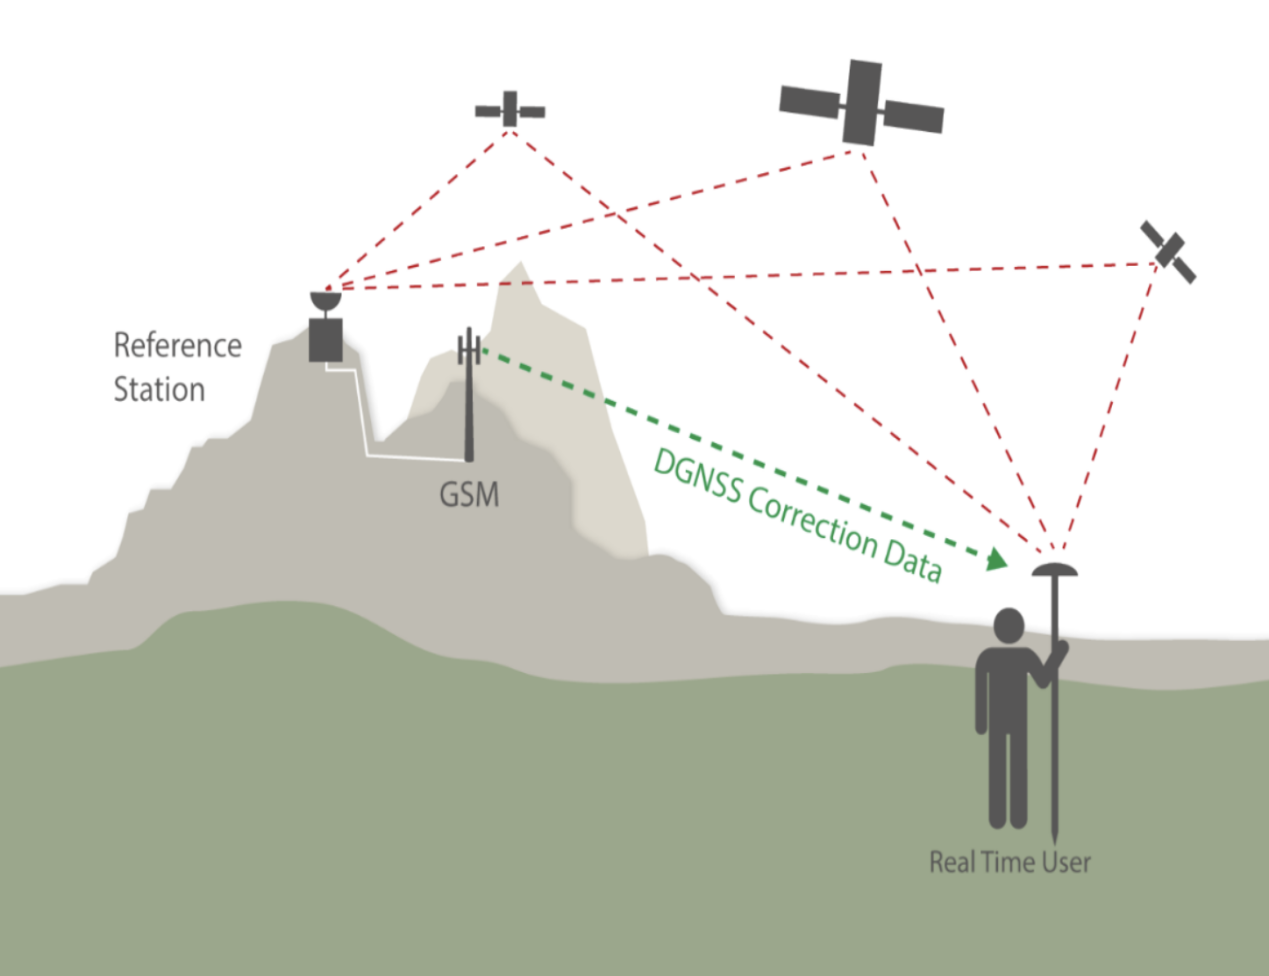 Reference
Station
GSM
DGNSS Correction Data
Real Time User